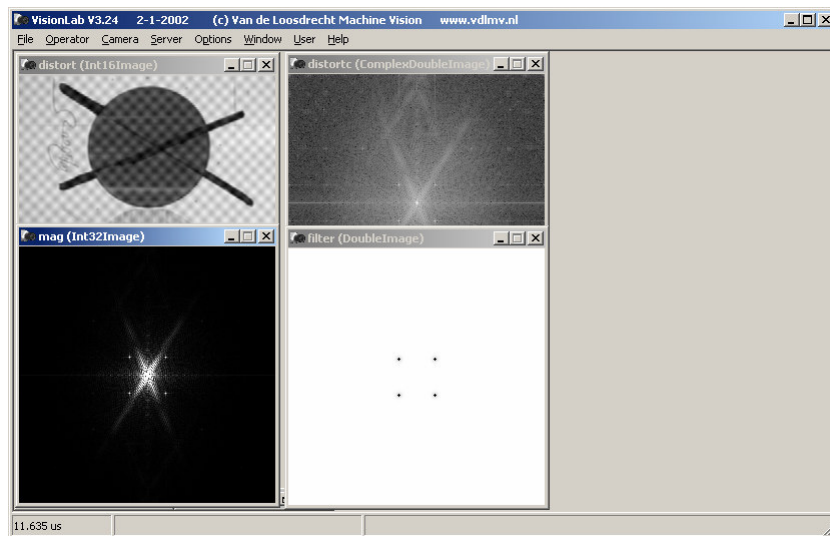 VisionLab V3.24 2-1-2002 (c) Van de Loosdrecht Machine Vision www.vdlmv.nl
File Operator Camera Server Options Window User Help
distort (Int16Image)
distortc (ComplexDoubleImage)
mag (Int32Image)
filter (DoubleImage)
11.635 us